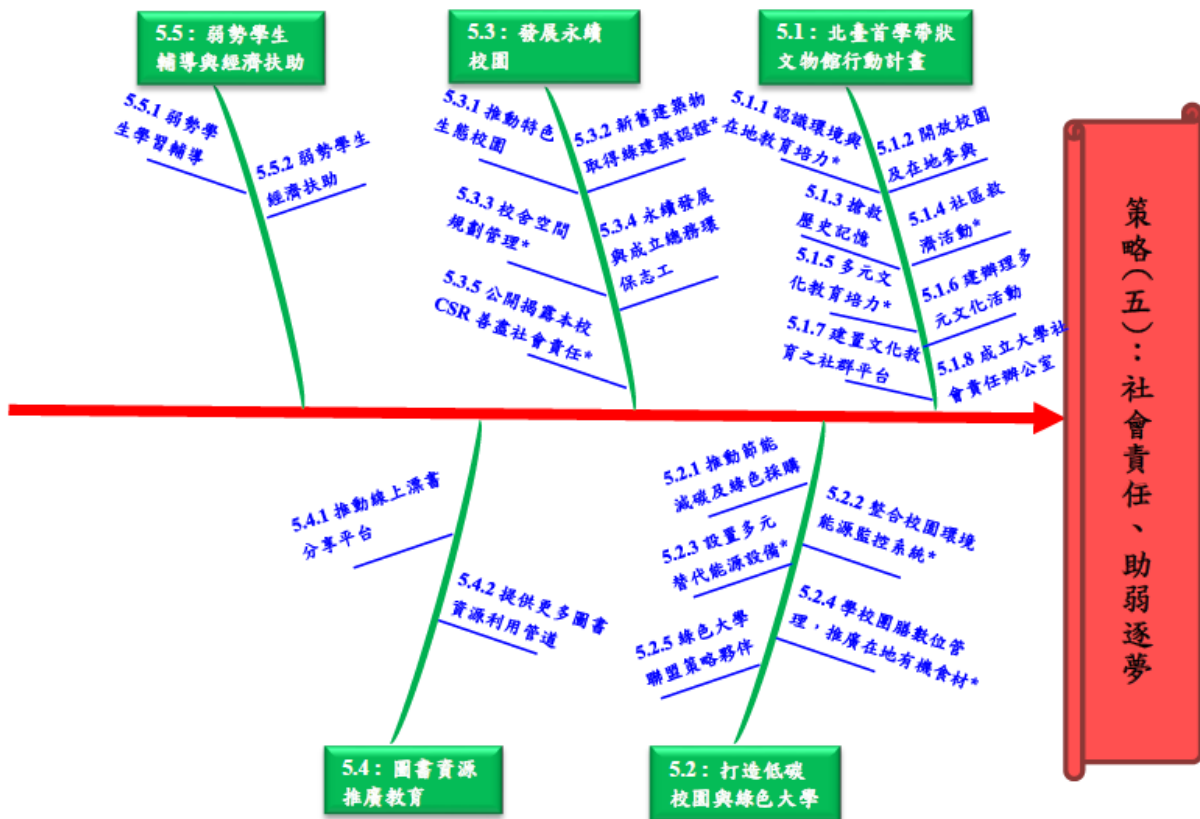 5.5：弱勢學生
輔導與經濟扶助
5.5.1 弱勢學
生學習輔導
5.5.2 弱勢學生
經濟扶助
5.3：發展永續
校園
5.3.1 推動特色
生態校園
5.3.2 新舊建築物
取得綠建築認證*
5.3.3 校舍空間
規劃管理*
5.3.4 永續發展
與成立總務環
保志工
5.3.5 公開揭露本校
CSR 善盡社會責任*
5.1：北臺首學帶狀
文物館行動計畫
5.1.1 認識環境與
在地教育培力*
5.1.2 開放校園
及在地參與
5.1.3 搶救
歷史記憶
5.1.4 社區救
濟活動*
5.1.5 多元文
化教育培力*
5.1.6 建辦理多
元文化活動
5.1.7 建置文化教
育之社群平台
5.1.8 成立大學社
會責任辦公室
策略(五)：社會責任、助弱逐夢
5.4.1 推動線上漂書
分享平台
5.4.2 提供更多圖書
資源利用管道
5.4：圖書資源
推廣教育
5.2.1 推動節能
減碳及綠色採購
5.2.2 整合校園環境
能源監控系統*
5.2.3 設置多元
替代能源設備*
5.2.4 學校團膳數位管
理，推廣在地有機食材*
5.2.5 綠色大學
聯盟策略夥伴
5.2：打造低碳
校園與綠色大學